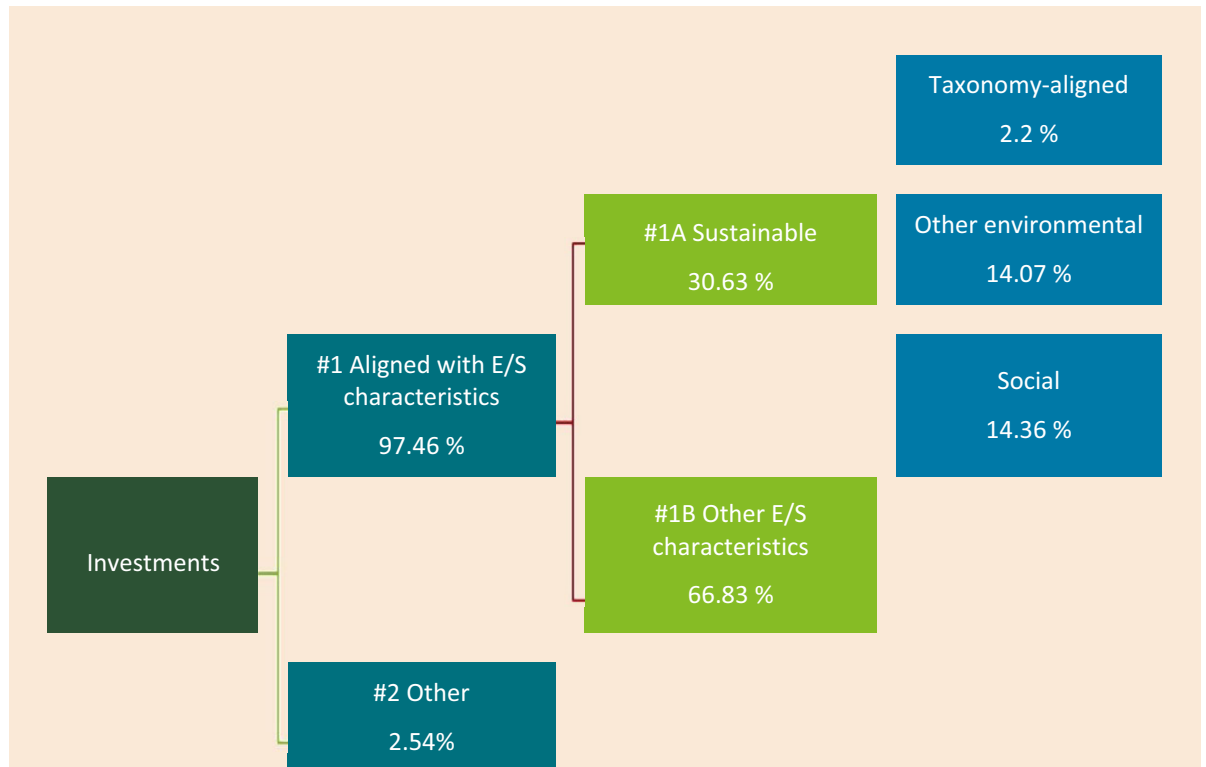 Taxonomy-aligned
2.2 %
#1A Sustainable
30.63 %
Other environmental
14.07 %
#1 Aligned with E/S
characteristics
97.46 %
Social
14.36 %
Investments
#1B Other E/S
characteristics
66.83 %
#2 Other
2.54%